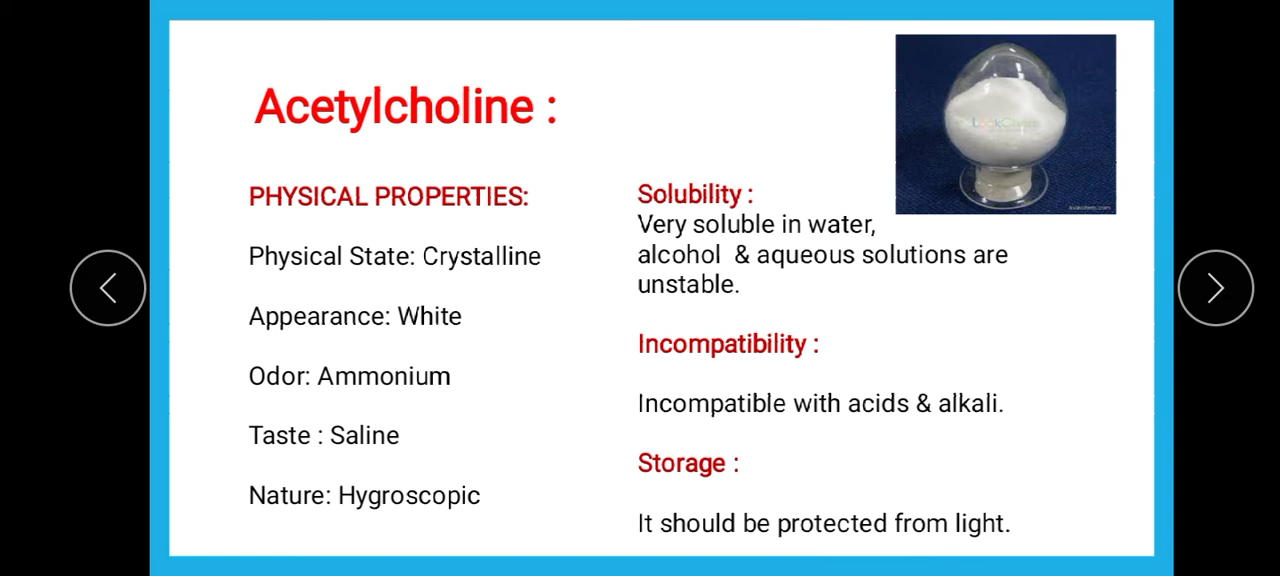 Acetylcholine :
PHYSICAL PROPERTIES:
Physical State: Crystalline
Appearance: White
Odor: Ammonium
Taste : Saline
Nature: Hygroscopic
Solubility :
Very soluble in water,
alcohol & aqueous solutions are
unstable.
Incompatibility :
Incompatible with acids & alkali.
Storage :
It should be protected from light.